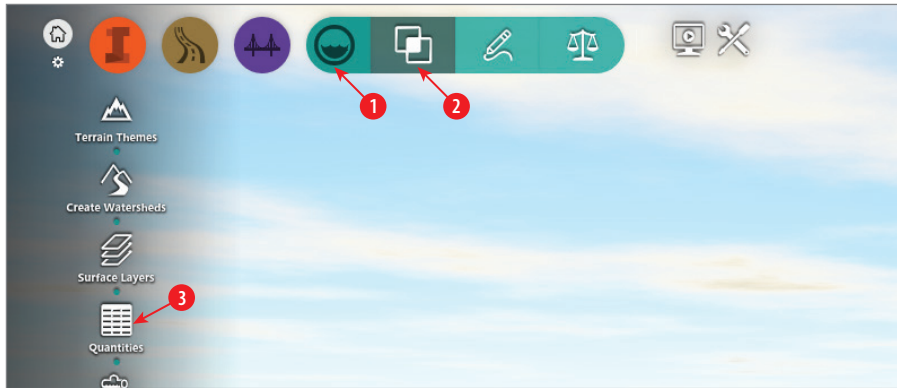 1
2
Terrain Themes
Create Watersheds
Surface Layers
3
Quantities